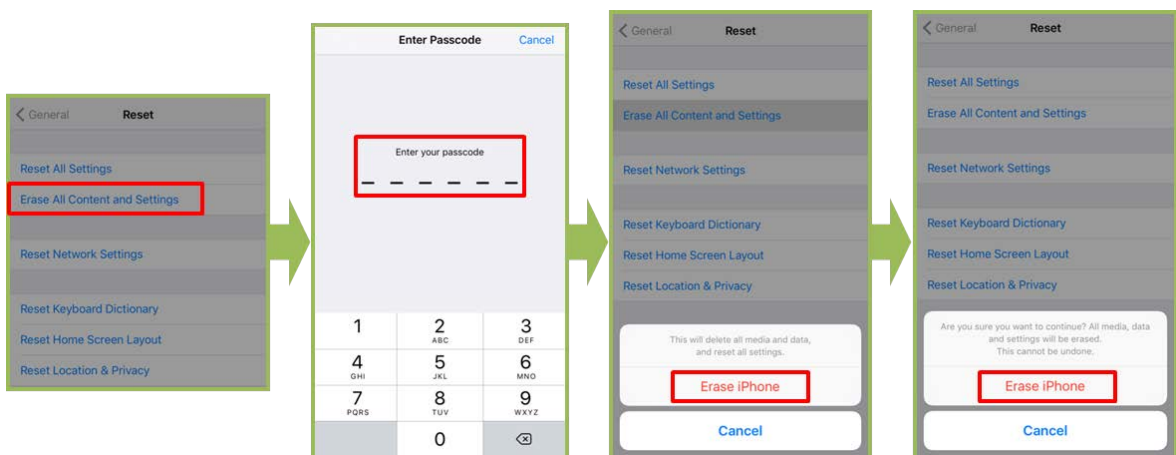 General Reset
Reset All Settings
Erase All Content and Settings
Reset Network Settings
Reset Keyboard Dictionary
Reset Home Screen Layout
Reset Location & Privacy
Enter Passcode Cancel
Enter your passcode
1 2 3
ABC DEF
4 5 6
GHI JKL MNO
7 8 9
PQRS TUV WXYZ
0
General Reset
Reset All Settings
Erase All Content and Settings
Reset Network Settings
Reset Keyboard Dictionary
Reset Home Screen Layout
Reset Location & Privacy
This will delete all media and data,
and reset all settings.
Erase iPhone
Cancel
General Reset
Reset All Settings
Erase All Content and Settings
Reset Network Settings
Reset Keyboard Dictionary
Reset Home Screen Layout
Reset Location & Privacy
Are you sure you want to continue? All media, data
and settings will be erased.
This cannot be undone.
Erase iPhone
Cancel